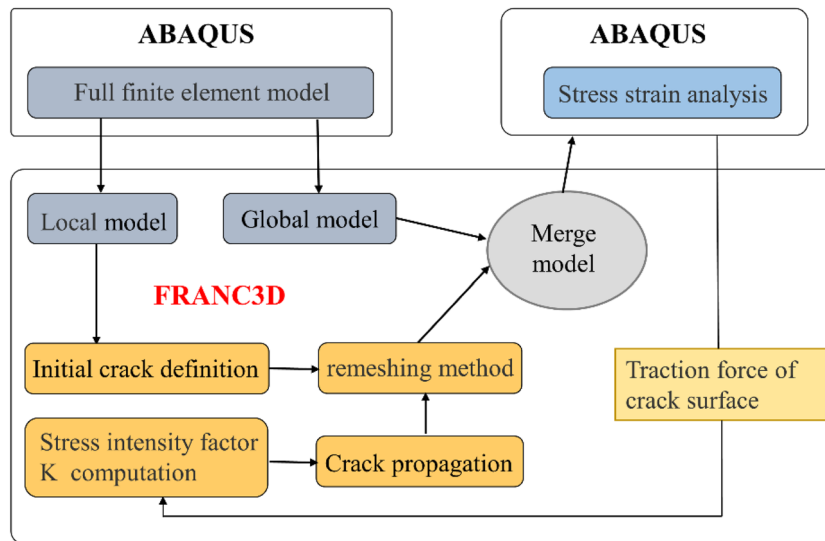 ABAQUS
ABAQUS
Full finite element model
Stress strain analysis
Local model
Global model
Merge
model
FRANC3D
Initial crack definition
remeshing method
Traction force of
crack surface
Stress intensity factor
K computation
Crack propagation